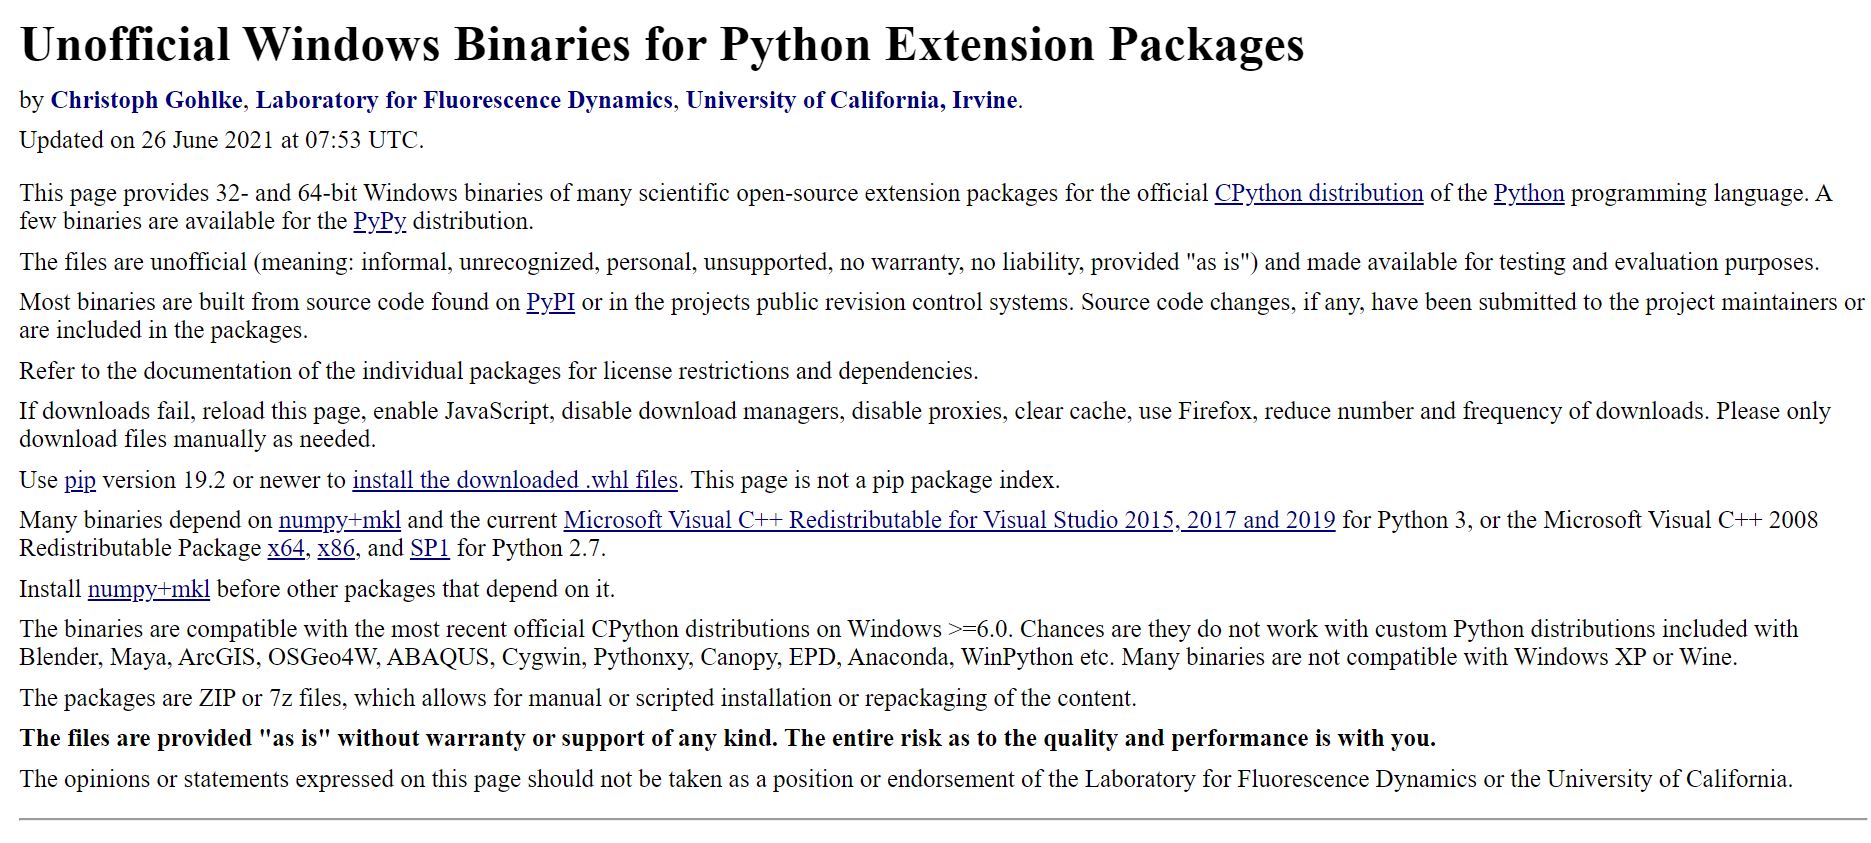 Unofficial Windows Binaries for Python Extension Packages
by Christoph Gohlke, Laboratory for Fluorescence Dynamics, University of California, Irvine.
Updated on 26 June 2021 at 07:53 UTC.
This page provides 32- and 64-bit Windows binaries of many scientific open-source extension packages for the official CPython distribution of the Python programming language. A
few binaries are available for the PyPy distribution.
The files are unofficial (meaning: informal, unrecognized, personal, unsupported, no warranty, no liability, provided "as is") and made available for testing and evaluation purposes.
Most binaries are built from source code found on PyPI or in the projects public revision control systems. Source code changes, if any, have been submitted to the project maintainers or
are included in the packages.
Refer to the documentation of the individual packages for license restrictions and dependencies.
If downloads fail, reload this page, enable JavaScript, disable download managers, disable proxies, clear cache, use Firefox, reduce number and frequency of downloads. Please only
download files manually as needed.
Use pip version 19.2 or newer to install the downloaded .whl files. This page is not a pip package index.
Many binaries depend on numpy+mkl and the current Microsoft Visual C++ Redistributable for Visual Studio 2015, 2017 and 2019 for Python 3, or the Microsoft Visual C++ 2008
Redistributable Package x64, x86, and SP1 for Python 2.7.
Install numpy+mkl before other packages that depend on it.
The binaries are compatible with the most recent official CPython distributions on Windows >=6.0. Chances are they do not work with custom Python distributions included with
Blender, Maya, ArcGIS, OSGeo4W, ABAQUS, Cygwin, Pythonxy, Canopy, EPD, Anaconda, WinPython etc. Many binaries are not compatible with Windows XP or Wine.
The packages are ZIP or 7z files, which allows for manual or scripted installation or repackaging of the content.
The files are provided "as is" without warranty or support of any kind. The entire risk as to the quality and performance is with you.
The opinions or statements expressed on this page should not be taken as a position or endorsement of the Laboratory for Fluorescence Dynamics or the University of California.